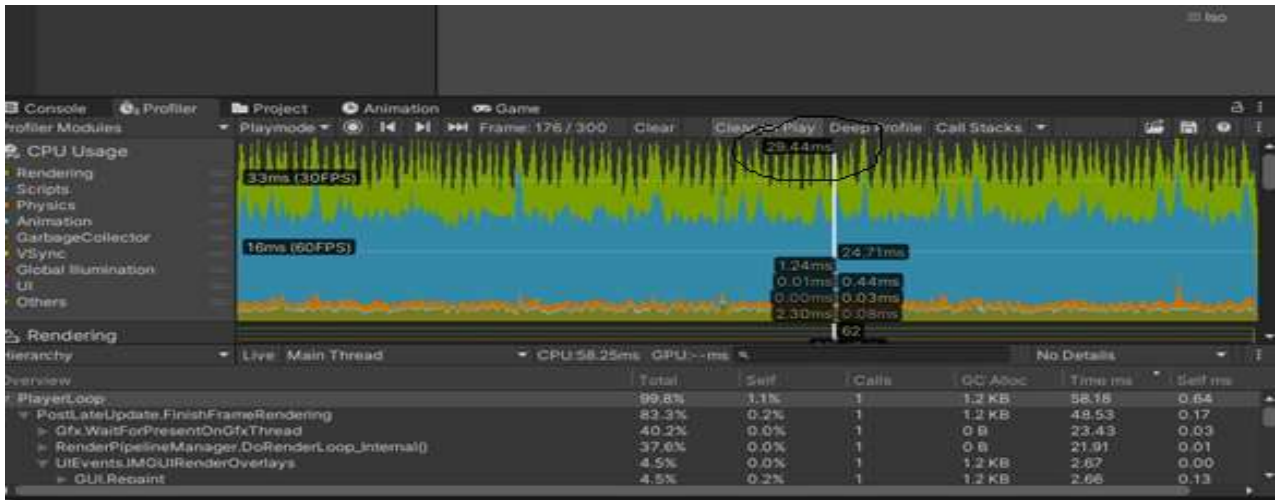 Iso
Console Profiler Project Animation Game
Profiler Modules Playmode Frame: 176 / 300 Clear Clear on Play Deep Profile Call Stacks
CPU Usage
Rendering
Scripts
Physics
Animation
GarbageCollector
VSync
Global Illumination
UI
Others
29.44ms
33ms (30FPS)
16ms (60FPS)
24.71ms
1.24ms
0.01ms 0.44ms
0.00ms 0.03ms
2.30ms 0.08ms
62
Rendering
Hierarchy Live Main Thread CPU:58.25ms GPU:--ms No Details
Overview Total Self Calls GC Alloc Time ms Self ms
PlayerLoop 99.8% 1.1% 1 1.2 KB 58.16 0.64
PostLateUpdate.FinishFrameRendering 83.3% 0.2% 1 1.2 KB 48.53 0.17
Gfx.WaitForPresentOnGfxThread 40.2% 0.0% 1 0 B 23.43 0.03
RenderPipelineManager.DoRenderLoop_Internal() 37.6% 0.0% 1 0 B 21.91 0.01
UIEvents.IMGUIRenderOverlays 4.5% 0.0% 1 1.2 KB 2.67 0.00
GUI.Repaint 4.5% 0.2% 1 1.2 KB 2.66 0.13